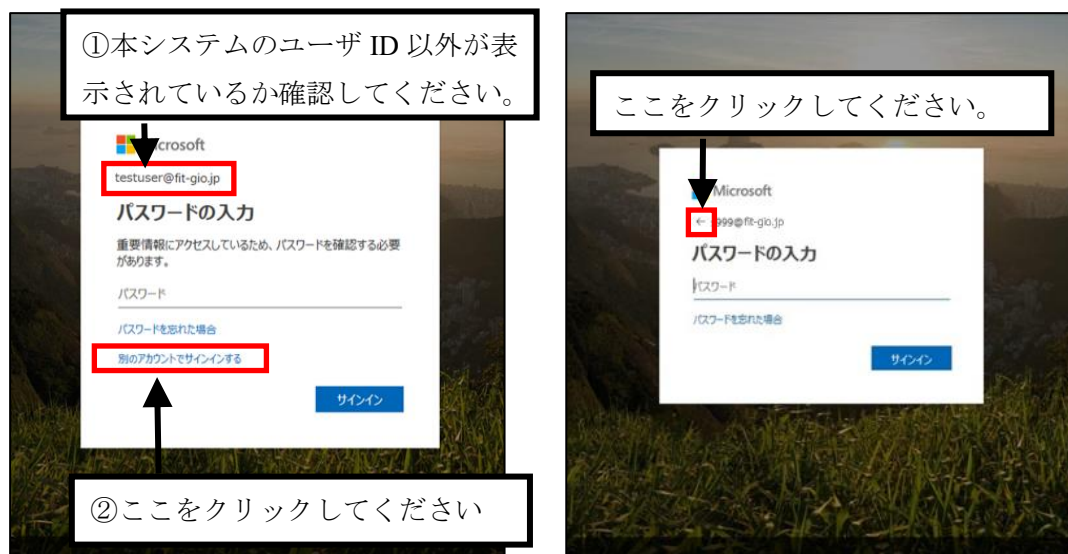 ①本システムのユーザ ID 以外が表
示されているか確認してください。
crosoft
testuser@fit-gio.jp
パスワードの入力
重要情報にアクセスしているため、パスワードを確認する必要
があります。
パスワード
パスワードを忘れた場合
別のアカウントでサインインする
サインイン
②ここをクリックしてください
ここをクリックしてください。
Microsoft
← 999@fit-gio.jp
パスワードの入力
パスワード
パスワードを忘れた場合
サインイン